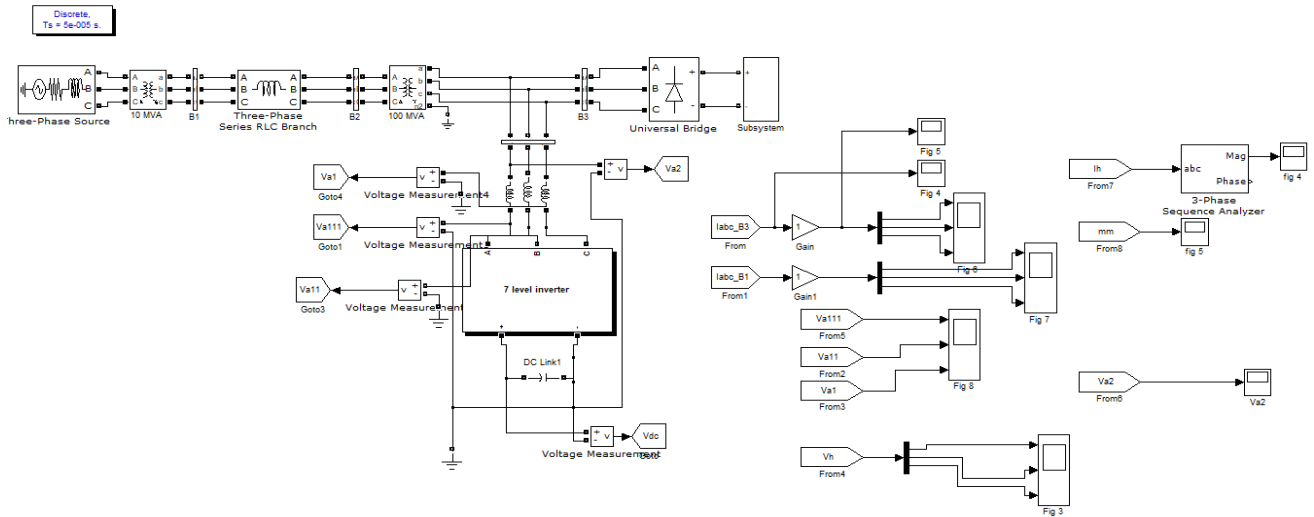 Discrete,
Ts = 5e-005 s.
A
B
C
A
B
C
a
b
c
A
B
C
A
B
C
A
B
C
a
b
c
n2
A
B
C
+
-
+
-
Three-Phase Source
10 MVA
B1
Three-Phase
Series RLC Branch
B2
100 MVA
B3
Universal Bridge
Subsystem
Va1
Goto4
+
-
v
Voltage Measurement4
+
-
v
Va2
Va111
Goto1
+
-
v
Voltage Measurement
Va11
Goto3
+
-
v
Voltage Measurement
A
B
C
7 level inverter
+
-
DC Link1
+
-
v
Vdc
Voltage Measurement
Fig 5
Fig 4
Iabc_B3
From
1
Gain
Fig 6
Iabc_B1
From1
1
Gain1
Fig 7
Va111
From5
Va11
From2
Va1
From3
Fig 8
Vh
From4
Fig 3
Ih
From7
abc
Mag
Phase
3-Phase
Sequence Analyzer
fig 4
mm
From8
fig 5
Va2
From6
Va2